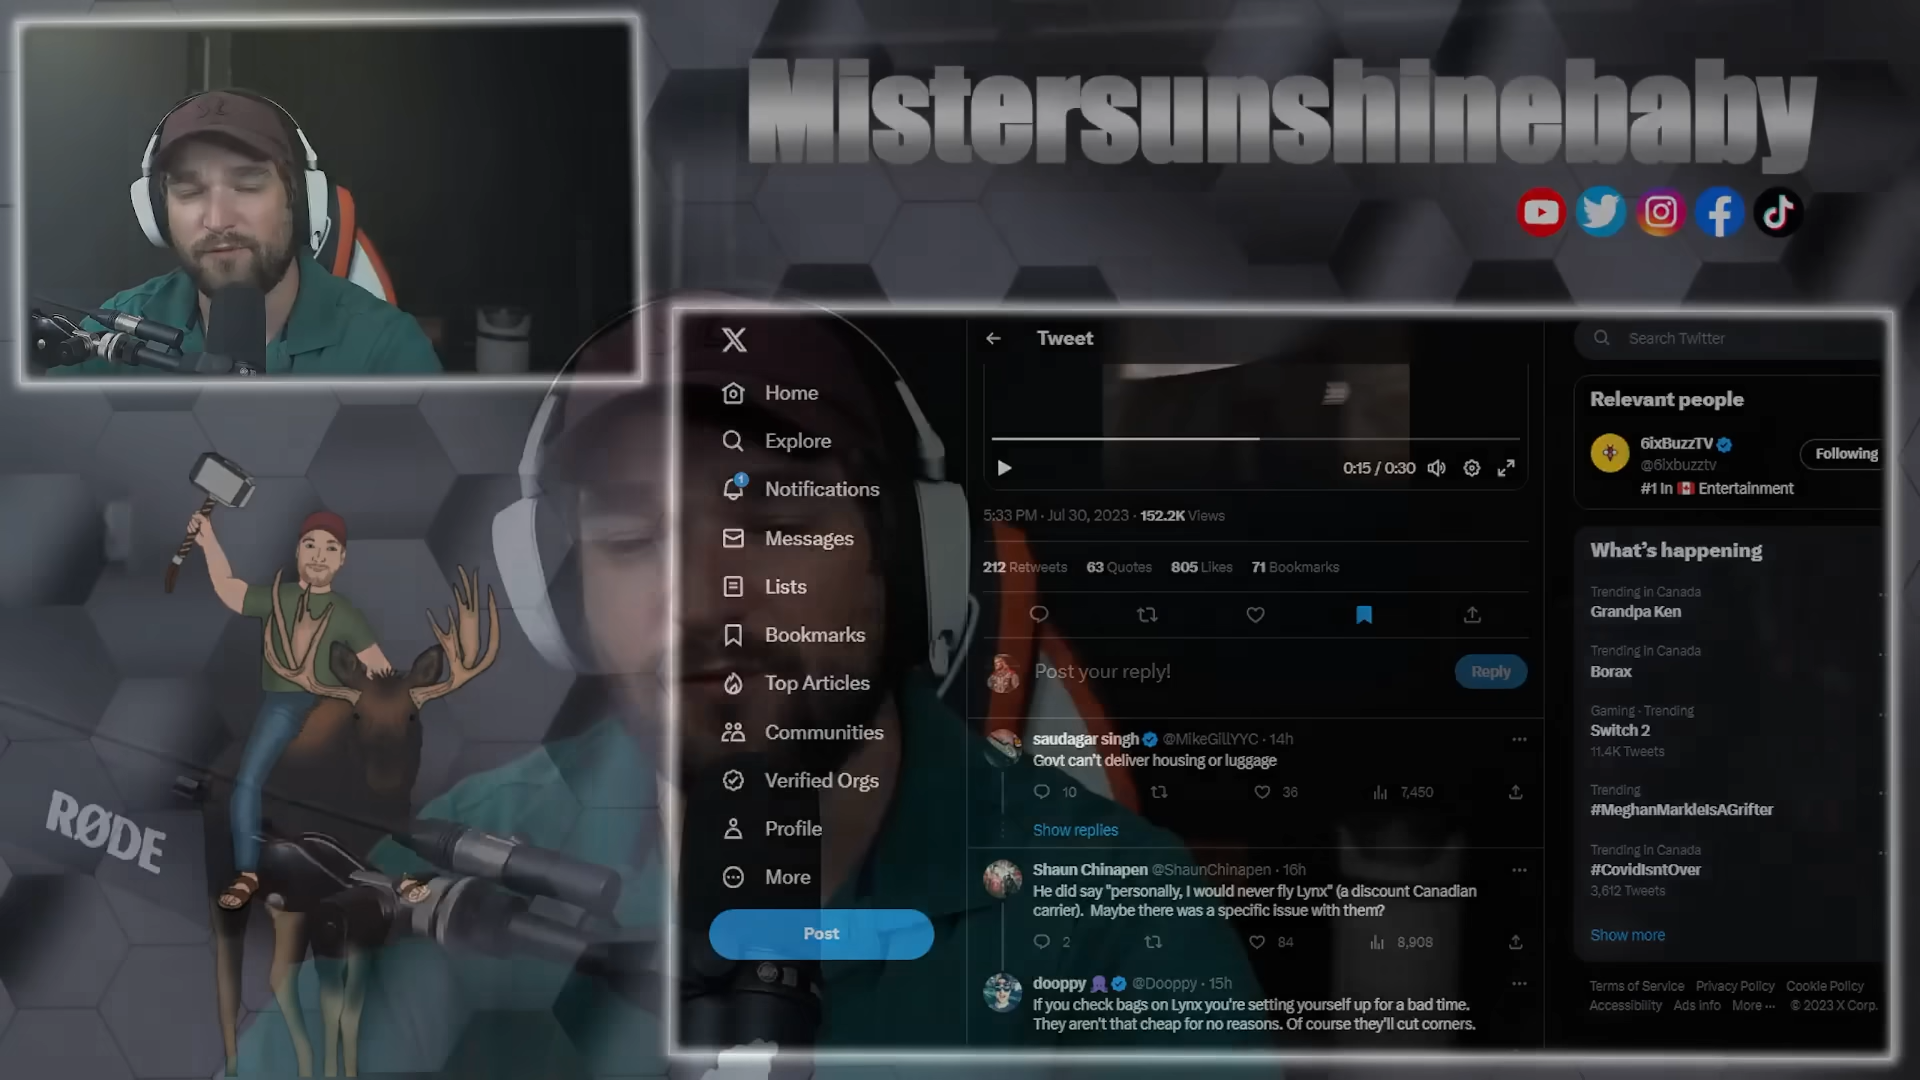 Mistersunshinebaby
RØDE
Home
Explore
Notifications
1
Messages
Lists
Bookmarks
Top Articles
Communities
Verified Orgs
Profile
More
Post
Tweet
0:15 / 0:30
5:33 PM · Jul 30, 2023 · 152.2K Views
212 Retweets 63 Quotes 805 Likes 71 Bookmarks
Post your reply!
Reply
saudagar singh @MikeGillYYC · 14h
Govt can't deliver housing or luggage
10 36 7,450
Show replies
Shaun Chinapen @ShaunChinapen · 16h
He did say "personally, I would never fly Lynx" (a discount Canadian
carrier). Maybe there was a specific issue with them?
2 84 8,908
dooppy @Dooppy · 15h
If you check bags on Lynx you're setting yourself up for a bad time.
They aren't that cheap for no reasons. Of course they'll cut corners.
Search Twitter
Relevant people
6ixBuzzTV
@6ixbuzztv
Following
#1 In 🇨🇦 Entertainment
What's happening
Trending in Canada
Grandpa Ken
Trending in Canada
Borax
Gaming · Trending
Switch 2
11.4K Tweets
Trending
#MeghanMarkleIsAGrifter
Trending in Canada
#CovidIsntOver
3,612 Tweets
Show more
Terms of Service Privacy Policy Cookie Policy
Accessibility Ads info More ··· © 2023 X Corp.